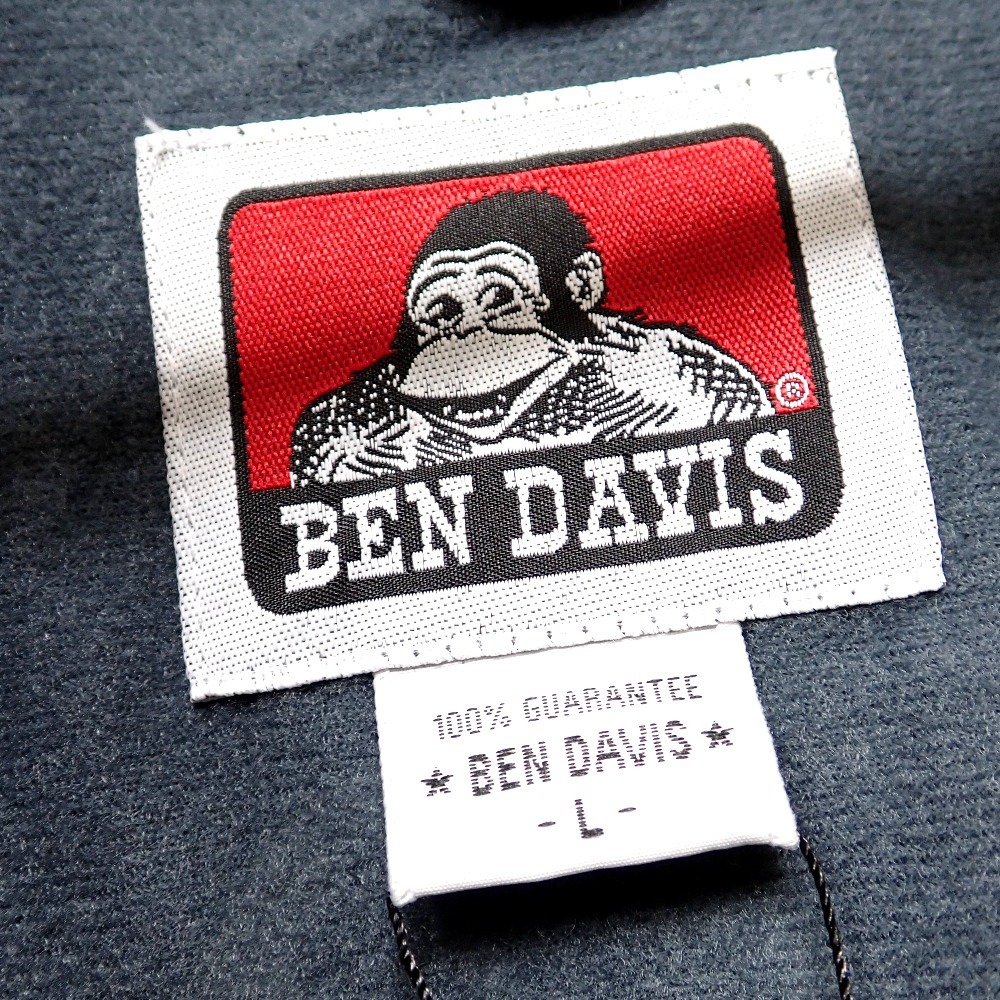 ®
BEN DAVIS
100% GUARANTEE
★ BEN DAVIS ★
- L -